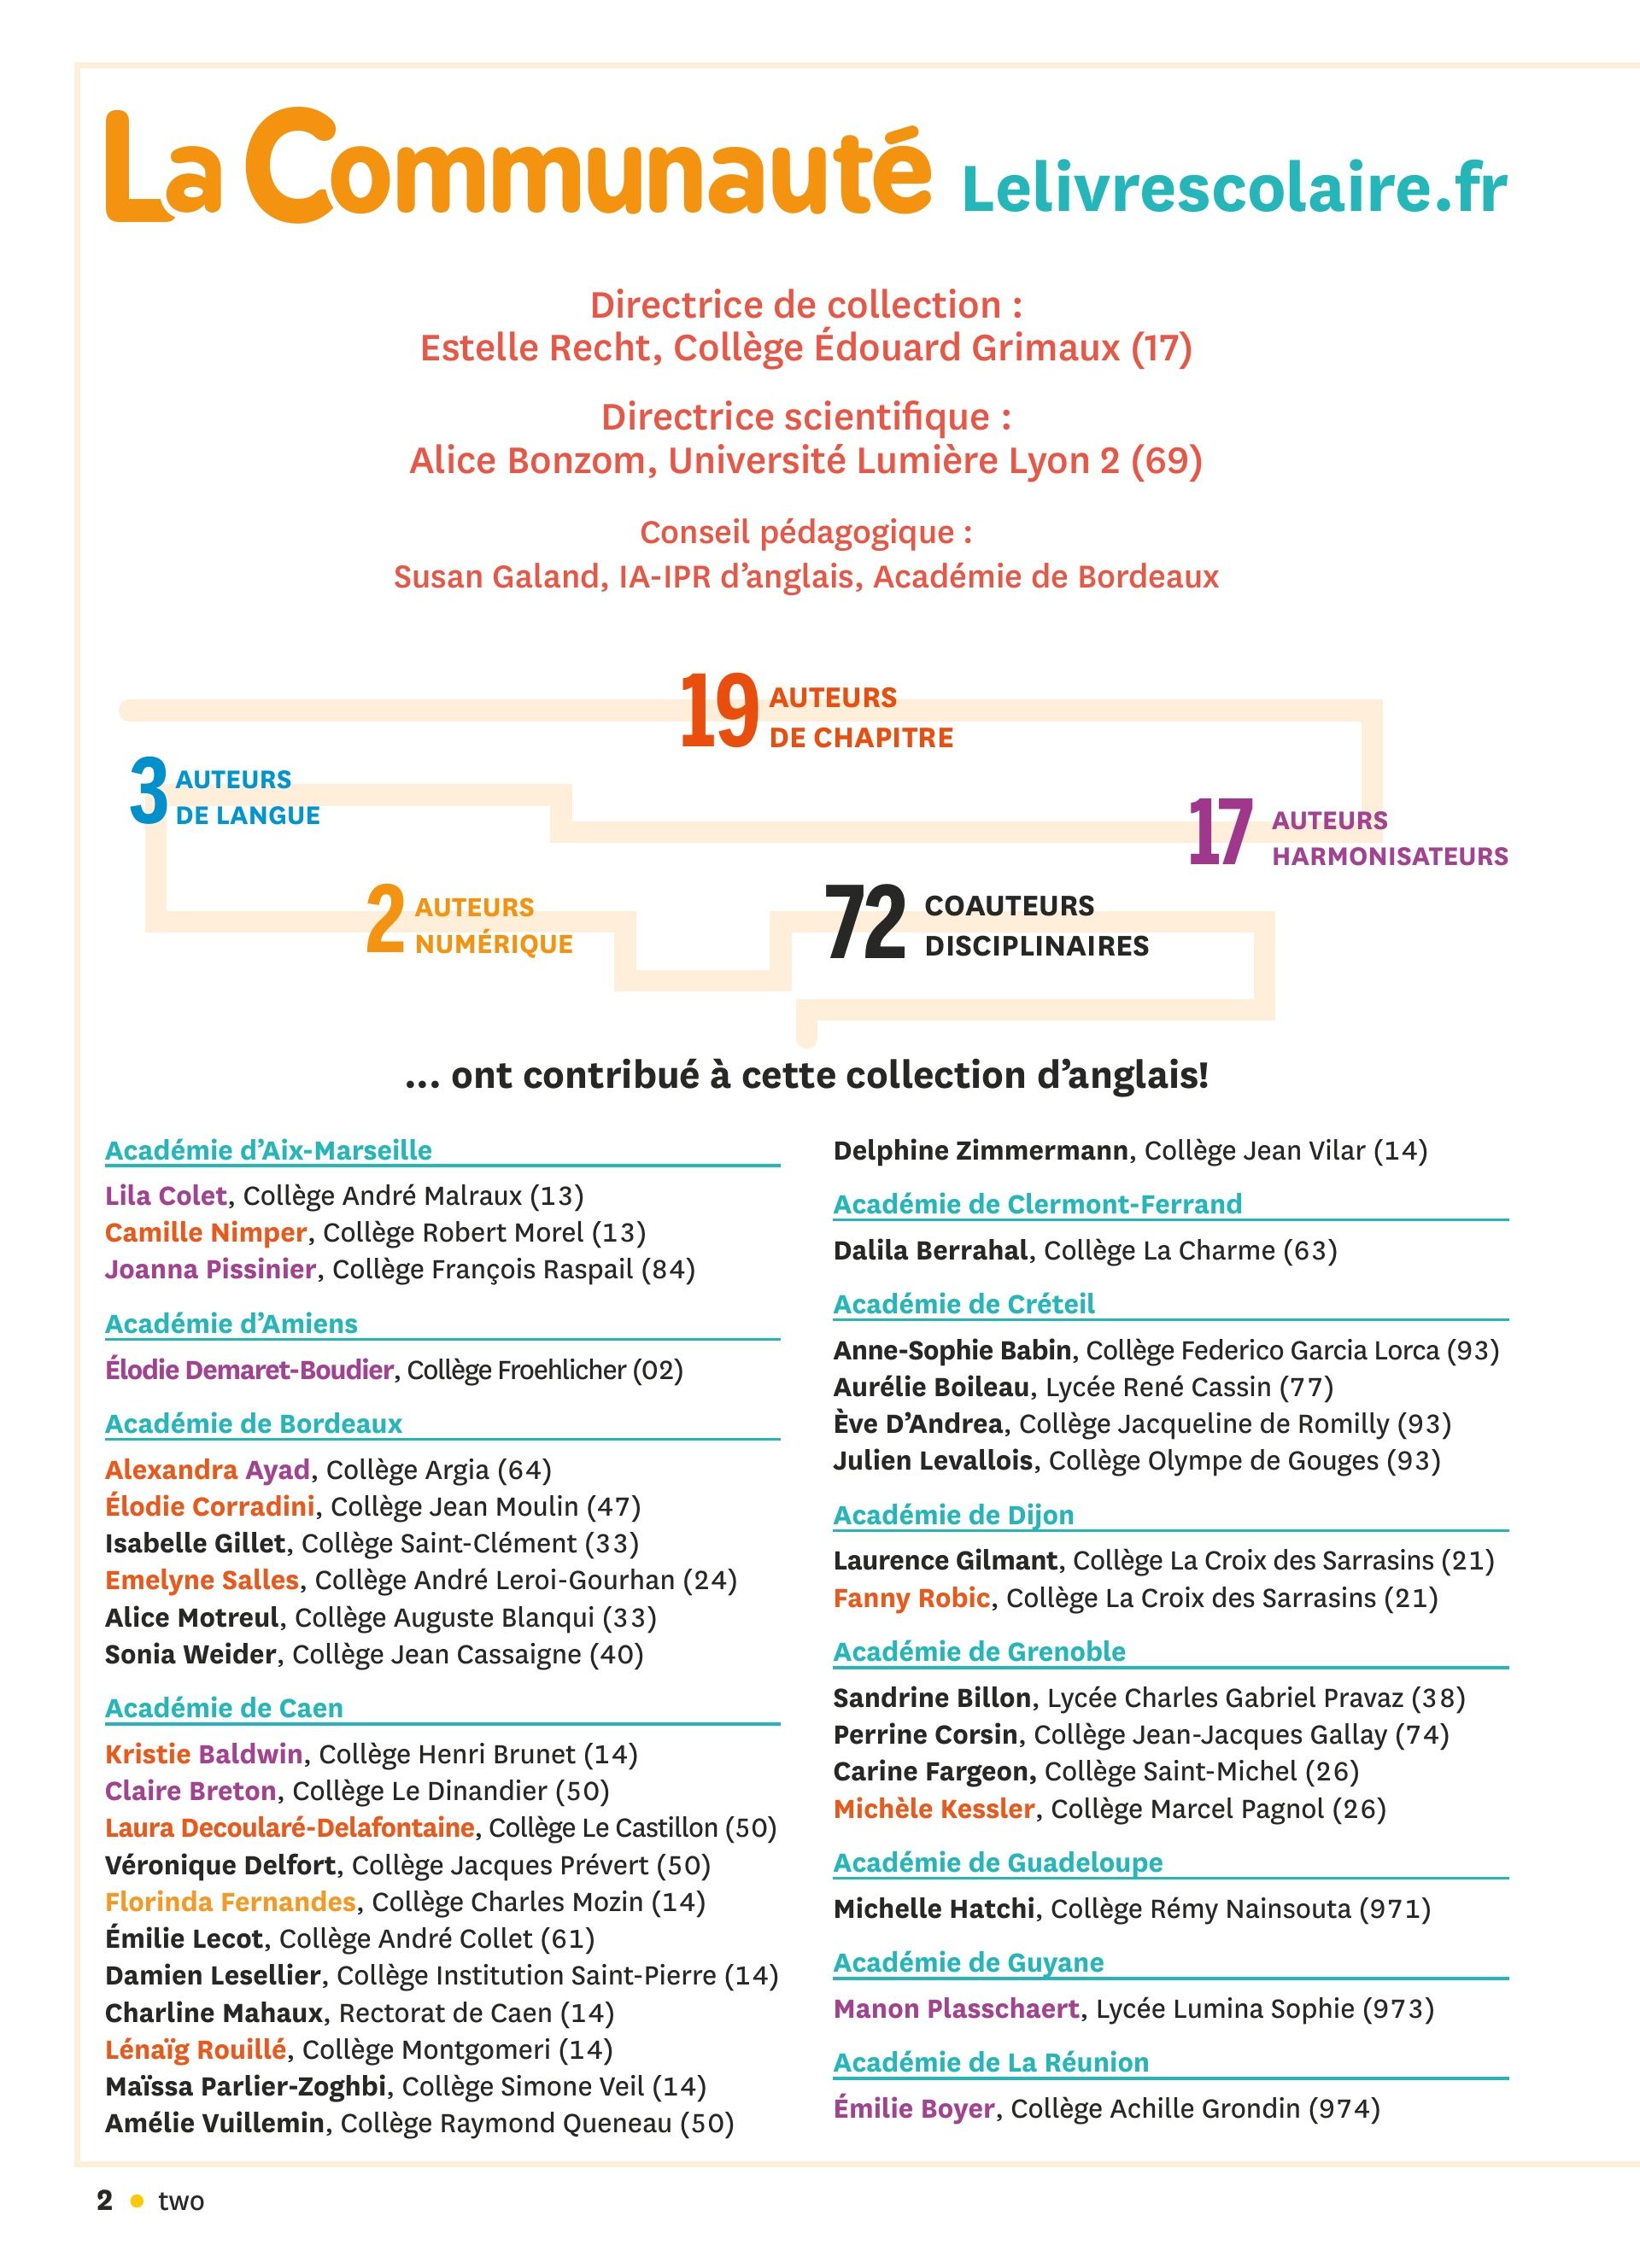 La Communauté Lelivrescolaire.fr
Directrice de collection :
Estelle Recht, Collège Édouard Grimaux (17)
Directrice scientifique :
Alice Bonzom, Université Lumière Lyon 2 (69)
Conseil pédagogique :
Susan Galand, IA-IPR d’anglais, Académie de Bordeaux
19 AUTEURS
DE CHAPITRE
3 AUTEURS
DE LANGUE
17 AUTEURS
HARMONISATEURS
2 AUTEURS
NUMÉRIQUE
72 COAUTEURS
DISCIPLINAIRES
... ont contribué à cette collection d’anglais!
Académie d’Aix-Marseille
Lila Colet, Collège André Malraux (13)
Camille Nimper, Collège Robert Morel (13)
Joanna Pissinier, Collège François Raspail (84)
Académie d’Amiens
Élodie Demaret-Boudier, Collège Froehlicher (02)
Académie de Bordeaux
Alexandra Ayad, Collège Argia (64)
Élodie Corradini, Collège Jean Moulin (47)
Isabelle Gillet, Collège Saint-Clément (33)
Emelyne Salles, Collège André Leroi-Gourhan (24)
Alice Motreul, Collège Auguste Blanqui (33)
Sonia Weider, Collège Jean Cassaigne (40)
Académie de Caen
Kristie Baldwin, Collège Henri Brunet (14)
Claire Breton, Collège Le Dinandier (50)
Laura Decoularé-Delafontaine, Collège Le Castillon (50)
Véronique Delfort, Collège Jacques Prévert (50)
Florinda Fernandes, Collège Charles Mozin (14)
Émilie Lecot, Collège André Collet (61)
Damien Lesellier, Collège Institution Saint-Pierre (14)
Charline Mahaux, Rectorat de Caen (14)
Lénaïg Rouillé, Collège Montgomeri (14)
Maïssa Parlier-Zoghbi, Collège Simone Veil (14)
Amélie Vuillemin, Collège Raymond Queneau (50)
Delphine Zimmermann, Collège Jean Vilar (14)
Académie de Clermont-Ferrand
Dalila Berrahal, Collège La Charme (63)
Académie de Créteil
Anne-Sophie Babin, Collège Federico Garcia Lorca (93)
Aurélie Boileau, Lycée René Cassin (77)
Ève D’Andrea, Collège Jacqueline de Romilly (93)
Julien Levallois, Collège Olympe de Gouges (93)
Académie de Dijon
Laurence Gilmant, Collège La Croix des Sarrasins (21)
Fanny Robic, Collège La Croix des Sarrasins (21)
Académie de Grenoble
Sandrine Billon, Lycée Charles Gabriel Pravaz (38)
Perrine Corsin, Collège Jean-Jacques Gallay (74)
Carine Fargeon, Collège Saint-Michel (26)
Michèle Kessler, Collège Marcel Pagnol (26)
Académie de Guadeloupe
Michelle Hatchi, Collège Rémy Nainsouta (971)
Académie de Guyane
Manon Plasschaert, Lycée Lumina Sophie (973)
Académie de La Réunion
Émilie Boyer, Collège Achille Grondin (974)
2 • two